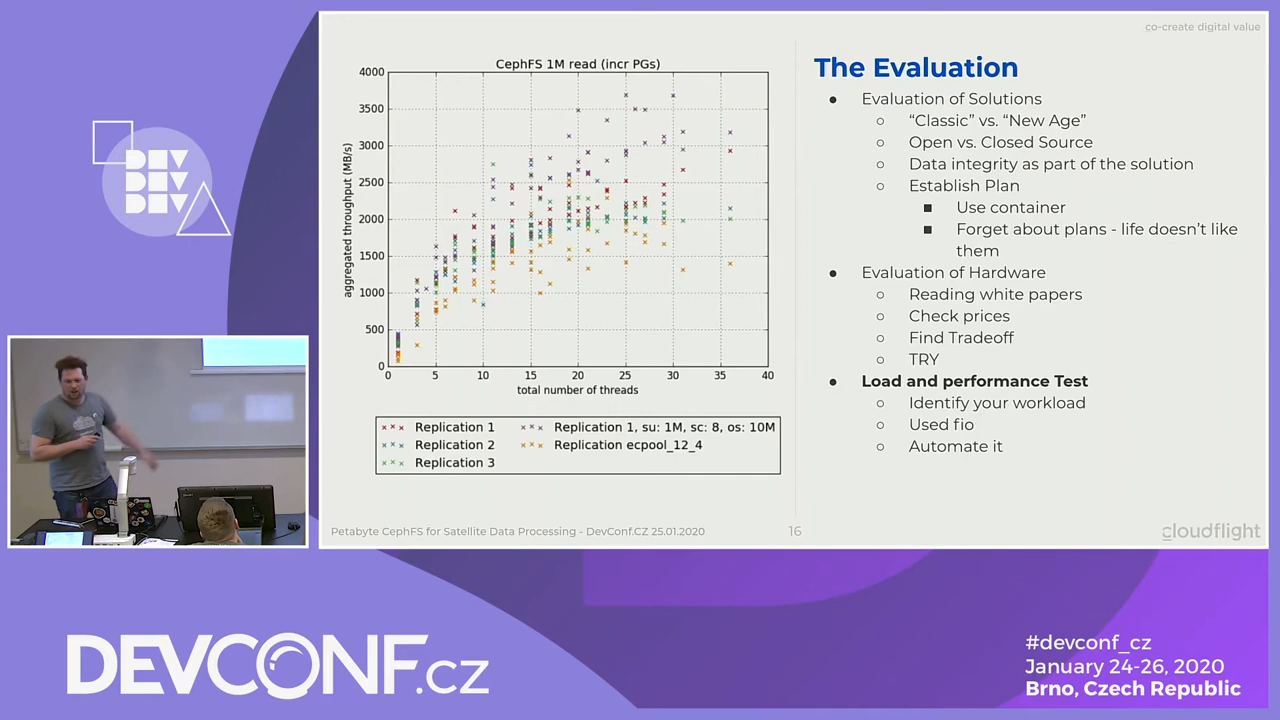 co-create digital value
CephFS 1M read (incr PGs)
4000
3500
3000
2500
2000
1500
1000
500
0
aggregated throughput (MB/s)
0 5 10 15 20 25 30 35 40
total number of threads
Replication 1
Replication 2
Replication 3
Replication 1, su: 1M, sc: 8, os: 10M
Replication ecpool_12_4
The Evaluation
● Evaluation of Solutions
○ “Classic” vs. “New Age”
○ Open vs. Closed Source
○ Data integrity as part of the solution
○ Establish Plan
■ Use container
■ Forget about plans - life doesn’t like
them
● Evaluation of Hardware
○ Reading white papers
○ Check prices
○ Find Tradeoff
○ TRY
● Load and performance Test
○ Identify your workload
○ Used fio
○ Automate it
Petabyte CephFS for Satellite Data Processing - DevConf.CZ 25.01.2020
16
cloudflight
DEV
DEV
DEV
DEVCONF.cz
#devconf_cz
January 24-26, 2020
Brno, Czech Republic